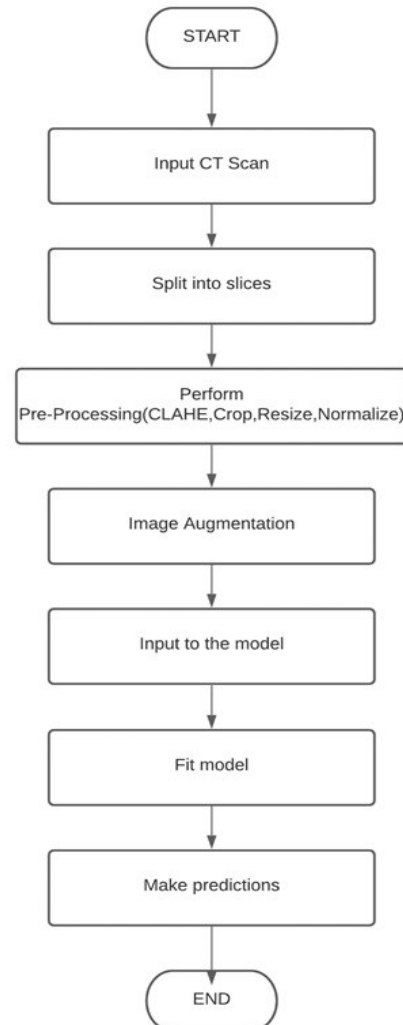 START
Input CT Scan
Split into slices
Perform
Pre-Processing(CLAHE,Crop,Resize,Normalize)
Image Augmentation
Input to the model
Fit model
Make predictions
END